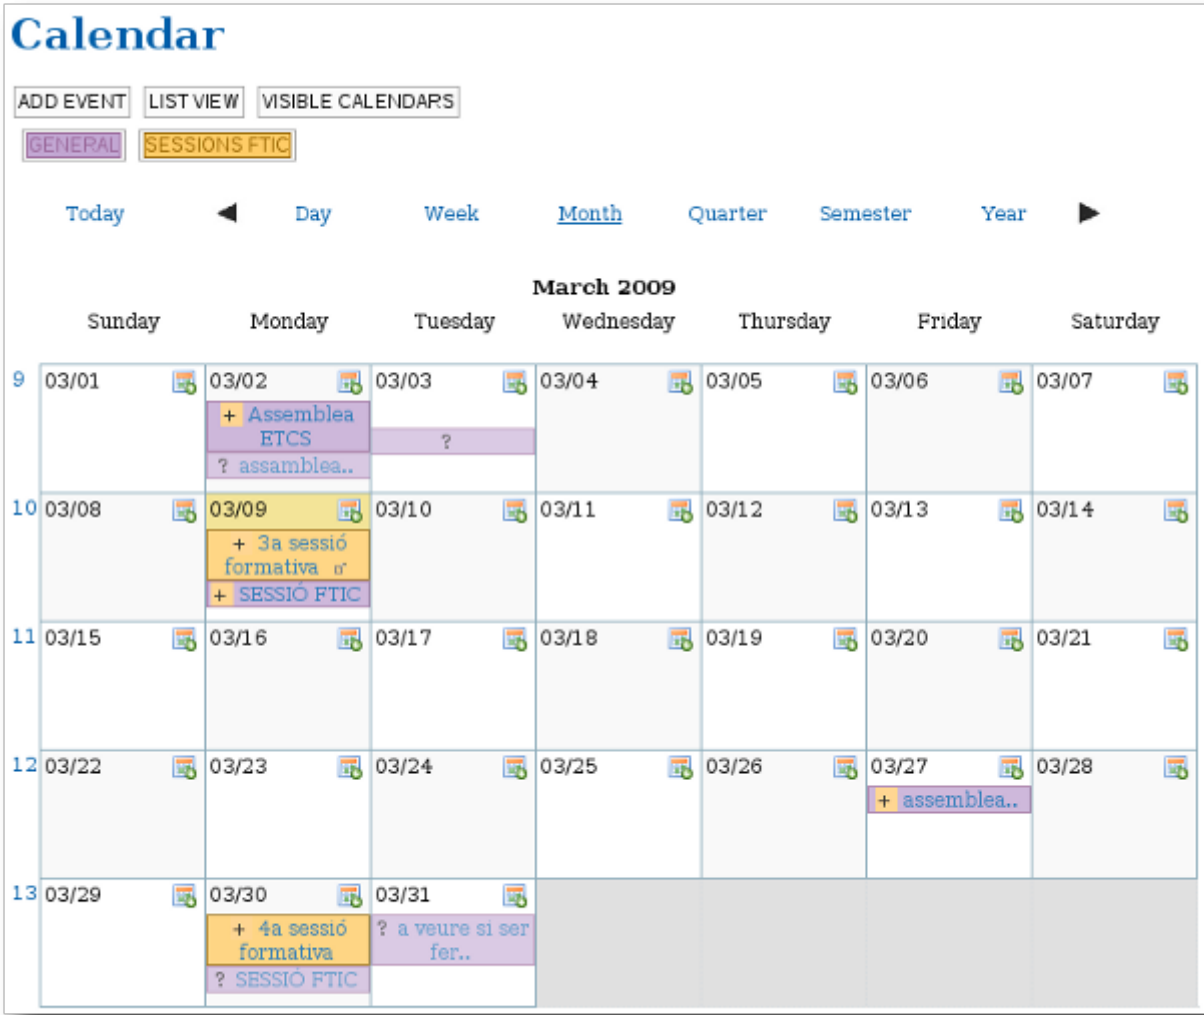 Calendar
ADD EVENT LIST VIEW VISIBLE CALENDARS
GENERAL SESSIONS FTIC
Today Day Week Month Quarter Semester Year
March 2009
Sunday Monday Tuesday Wednesday Thursday Friday Saturday
9 03/01 03/02 03/03 03/04 03/05 03/06 03/07
+ Assemblea
ETCS
?
? assamblea..
10 03/08 03/09 03/10 03/11 03/12 03/13 03/14
+ 3a sessió
formativa
+ SESSIÓ FTIC
11 03/15 03/16 03/17 03/18 03/19 03/20 03/21
12 03/22 03/23 03/24 03/25 03/26 03/27 03/28
+ assemblea..
13 03/29 03/30 03/31
+ 4a sessió ? a veure si ser
formativa fer..
? SESSIÓ FTIC